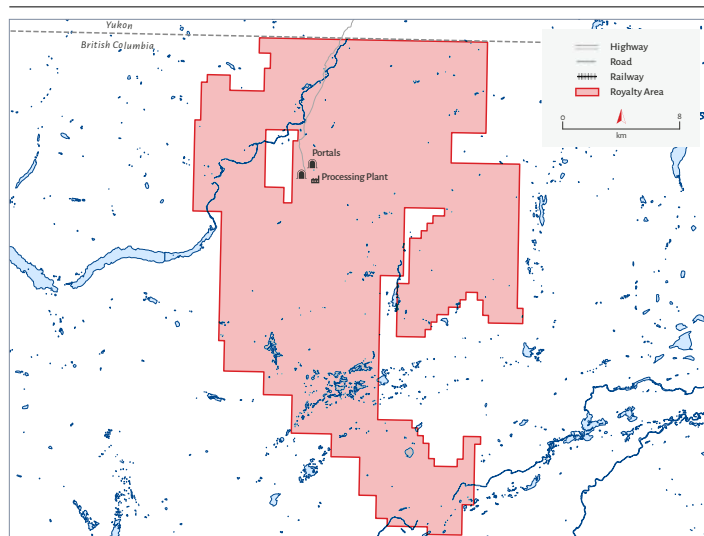 Yukon
British Columbia
Highway
Road
Railway
Royalty Area
0 8
km
Portals
Processing Plant